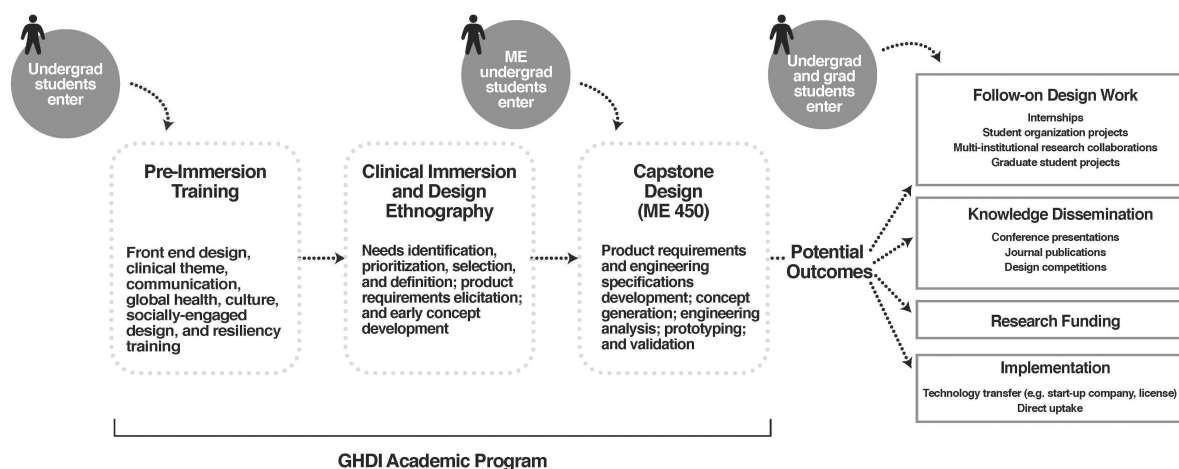 Undergrad
students
enter
ME
undergrad
students
enter
Undergrad
and grad
students
enter
Pre-Immersion
Training
Front end design,
clinical theme,
communication,
global health, culture,
socially-engaged
design, and resiliency
training
Clinical Immersion
and Design
Ethnography
Needs identification,
prioritization, selection,
and definition; product
requirements elicitation;
and early concept
development
Capstone
Design
(ME 450)
Product requirements
and engineering
specifications
development; concept
generation; engineering
analysis; prototyping;
and validation
Potential
Outcomes
Follow-on Design Work
Internships
Student organization projects
Multi-institutional research collaborations
Graduate student projects
Knowledge Dissemination
Conference presentations
Journal publications
Design competitions
Research Funding
Implementation
Technology transfer (e.g. start-up company, license)
Direct uptake
GHDI Academic Program